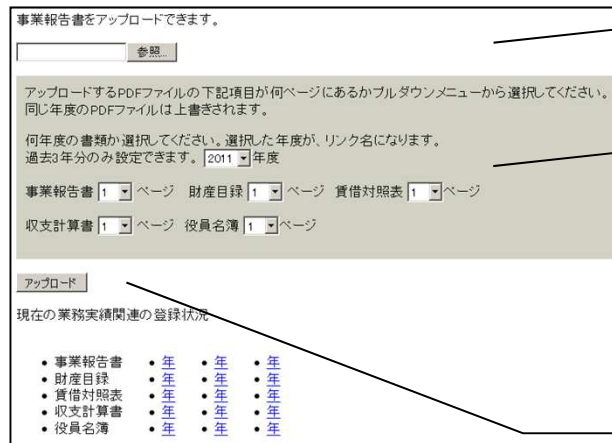 事業報告書をアップロードできます。
参照...
アップロードするPDFファイルの下記項目が何ページにあるかプルダウンメニューから選択してください。
同じ年度のPDFファイルは上書きされます。
何年度の書類か選択してください。選択した年度が、リンク名になります。
過去3年分のみ設定できます。 2011 年度
事業報告書 1 ページ 財産目録 1 ページ 賃借対照表 1 ページ
収支計算書 1 ページ 役員名簿 1 ページ
アップロード
現在の業務実績関連の登録状況
• 事業報告書 • 年 • 年 • 年
• 財産目録 • 年 • 年 • 年
• 賃借対照表 • 年 • 年 • 年
• 収支計算書 • 年 • 年 • 年
• 役員名簿 • 年 • 年 • 年